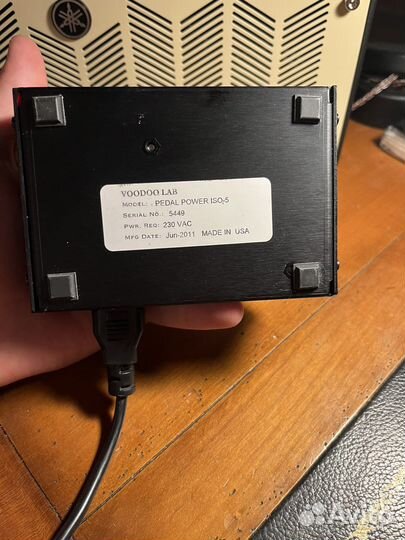 VOODOO LAB
MODEL: PEDAL POWER ISO-5
SERIAL NO.: 5449
PWR. REQ: 230 VAC
MFG DATE: Jun-2011 MADE IN USA
Avito